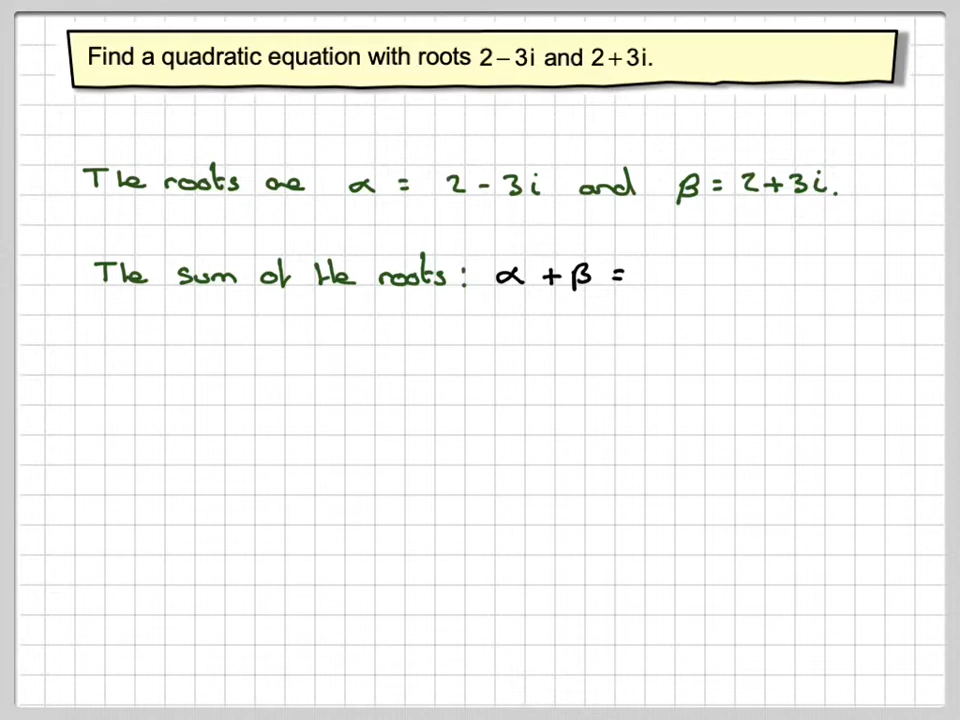 Find a quadratic equation with roots 2 − 3i and 2 + 3i.
The roots are α = 2 - 3i and β = 2 + 3i.
The sum of the roots : α + β =